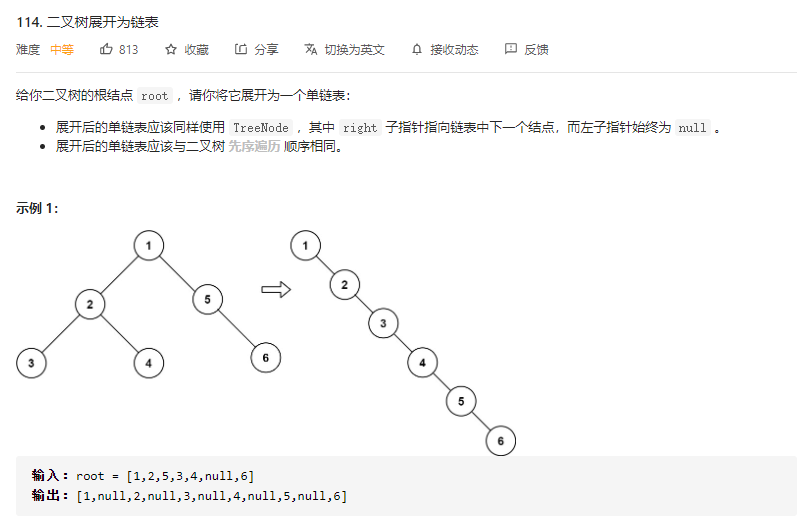 114. 二叉树展开为链表
难度 中等 813 收藏 分享 切换为英文 接收动态 反馈
给你二叉树的根结点 root ，请你将它展开为一个单链表：
展开后的单链表应该同样使用 TreeNode ，其中 right 子指针指向链表中下一个结点，而左子指针始终为 null 。
展开后的单链表应该与二叉树 先序遍历 顺序相同。
示例 1：
1 1
2 5 2
3 4 6 3
4
5
6
输入：root = [1,2,5,3,4,null,6]
输出：[1,null,2,null,3,null,4,null,5,null,6]